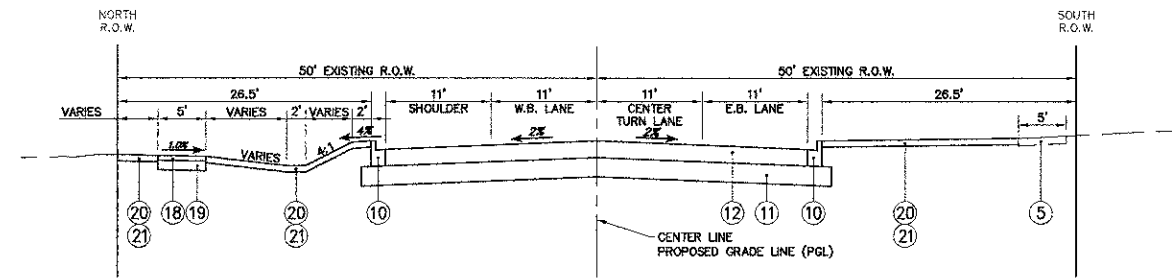 NORTH
R.O.W.
SOUTH
R.O.W.
50' EXISTING R.O.W.
50' EXISTING R.O.W.
26.5'
11'
11'
11'
11'
26.5'
VARIES
5'
VARIES
2'
VARIES
2'
SHOULDER
W.B. LANE
CENTER
TURN LANE
E.B. LANE
5'
1.0%
VARIES
4:1
4%
2%
2%
20
21
18
19
20
21
10
12
11
10
20
21
5
CENTER LINE
PROPOSED GRADE LINE (PGL)